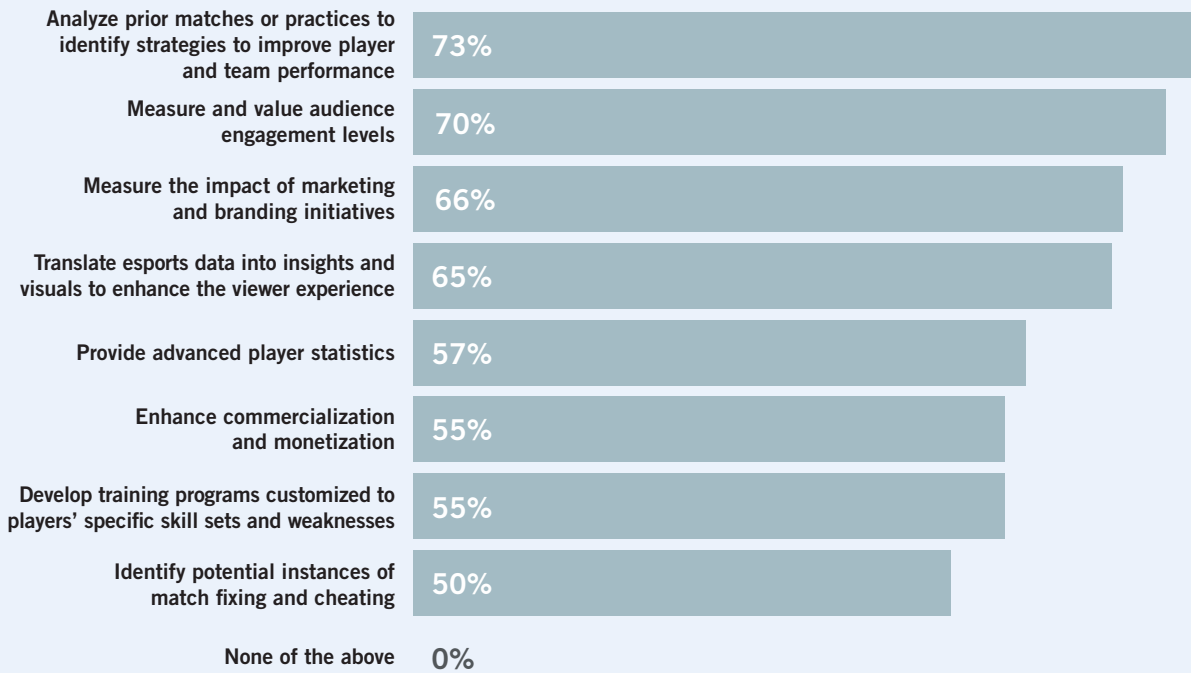 Analyze prior matches or practices to
identify strategies to improve player
and team performance
73%
Measure and value audience
engagement levels
70%
Measure the impact of marketing
and branding initiatives
66%
Translate esports data into insights and
visuals to enhance the viewer experience
65%
Provide advanced player statistics
57%
Enhance commercialization
and monetization
55%
Develop training programs customized to
players’ specific skill sets and weaknesses
55%
Identify potential instances of
match fixing and cheating
50%
None of the above
0%